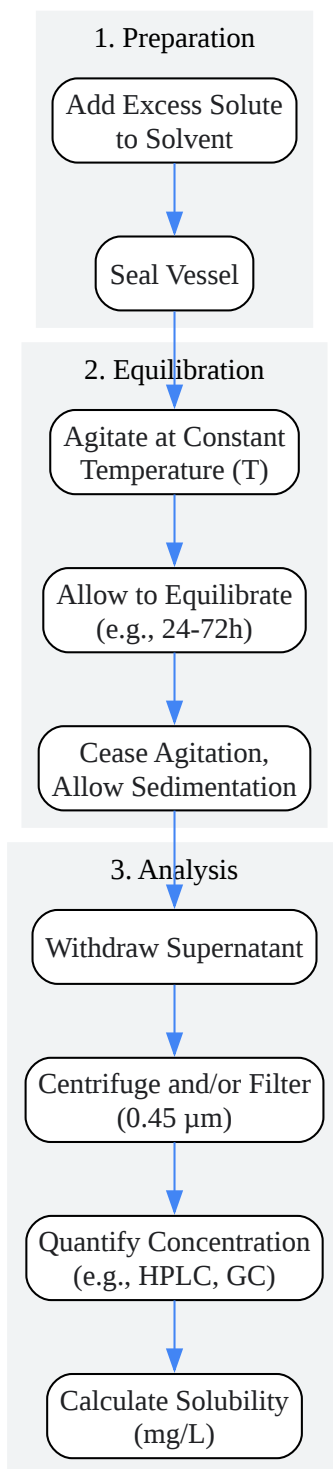 1. Preparation
Add Excess Solute
to Solvent
Seal Vessel
2. Equilibration
Agitate at Constant
Temperature (T)
Allow to Equilibrate
(e.g., 24-72h)
Cease Agitation,
Allow Sedimentation
3. Analysis
Withdraw Supernatant
Centrifuge and/or Filter
(0.45 µm)
Quantify Concentration
(e.g., HPLC, GC)
Calculate Solubility
(mg/L)